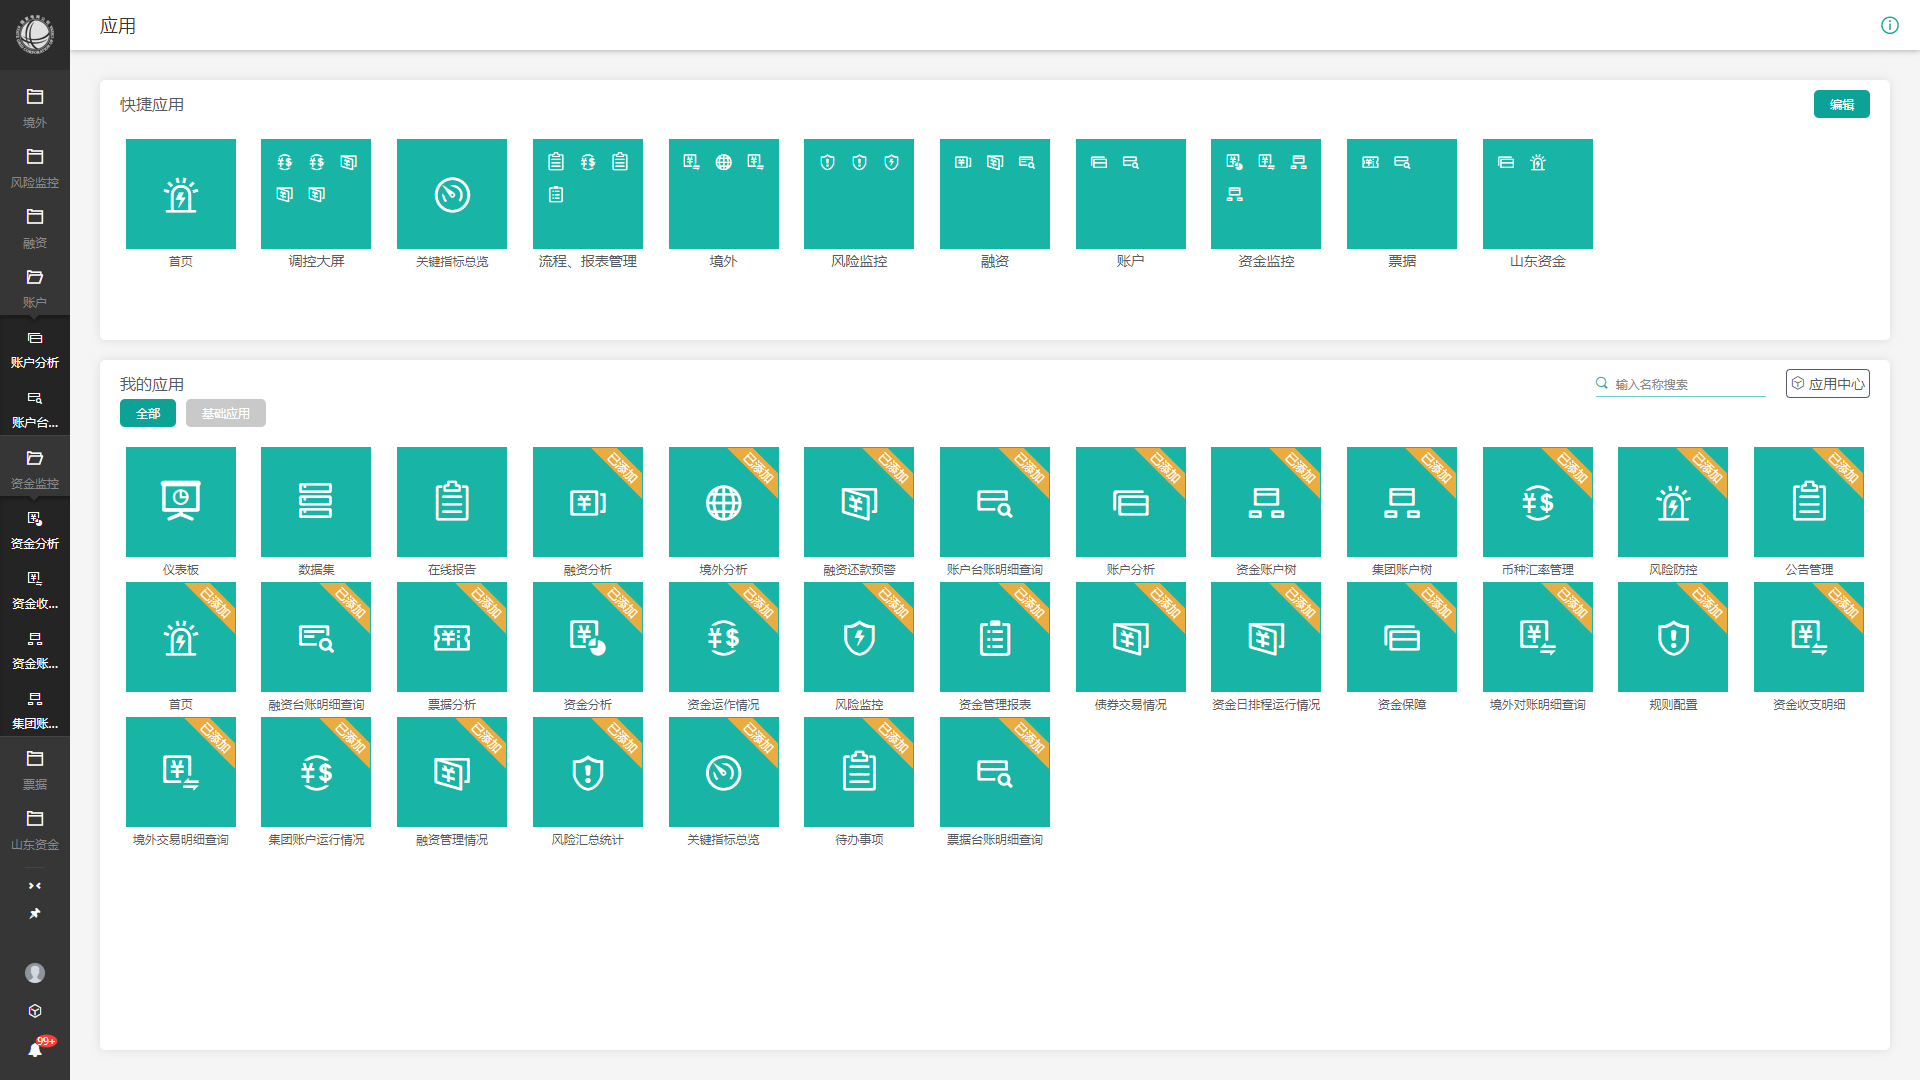 应用
境外
风险监控
融资
账户
账户分析
账户台...
资金监控
资金分析
资金收...
资金账...
集团账...
票据
山东资金
99+
快捷应用
编辑
首页
调控大屏
关键指标总览
流程、报表管理
境外
风险监控
融资
账户
资金监控
票据
山东资金
我的应用
输入名称搜索
应用中心
全部
基础应用
已添加
已添加
已添加
已添加
已添加
已添加
已添加
已添加
已添加
已添加
仪表板
数据集
在线报告
融资分析
境外分析
融资还款预警
账户台账明细查询
账户分析
资金账户树
集团账户树
币种汇率管理
风险防控
公告管理
已添加
已添加
已添加
已添加
已添加
已添加
已添加
已添加
已添加
已添加
已添加
已添加
已添加
首页
融资台账明细查询
票据分析
资金分析
资金运作情况
风险监控
资金管理报表
债券交易情况
资金日排程运行情况
资金保障
境外对账明细查询
规则配置
资金收支明细
已添加
已添加
已添加
已添加
已添加
已添加
已添加
境外交易明细查询
集团账户运行情况
融资管理情况
风险汇总统计
关键指标总览
待办事项
票据台账明细查询